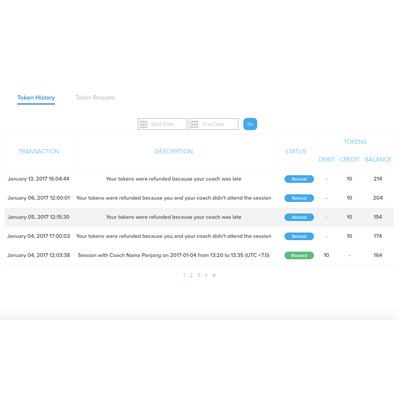 Token History Token Request
Start Date End Date Go
TOKENS
TRANSACTION DESCRIPTION STATUS
DEBIT CREDIT BALANCE
January 13, 2017 16:04:44 Your tokens were refunded because your coach was late Refund - 10 214
January 06, 2017 12:00:01 Your tokens were refunded because you and your coach didn't attend the session Refund - 10 204
January 05, 2017 12:15:30 Your tokens were refunded because your coach was late Refund - 10 194
January 04, 2017 17:00:02 Your tokens were refunded because you and your coach didn't attend the session Refund - 10 174
January 04, 2017 12:03:38 Session with Coach Nama Panjang on 2017-01-04 from 13:20 to 13:35 (UTC +7.0) Booked 10 - 164
1 2 3 › »